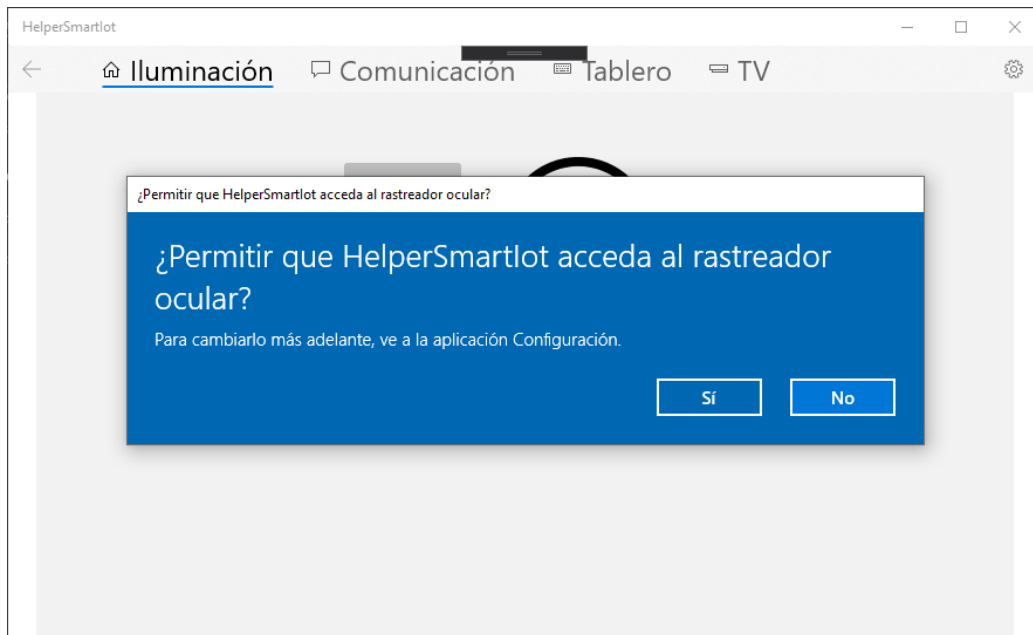 HelperSmartIot
Iluminación Comunicación Tablero TV
¿Permitir que HelperSmartIot acceda al rastreador ocular?
¿Permitir que HelperSmartIot acceda al rastreador
ocular?
Para cambiarlo más adelante, ve a la aplicación Configuración.
Sí No